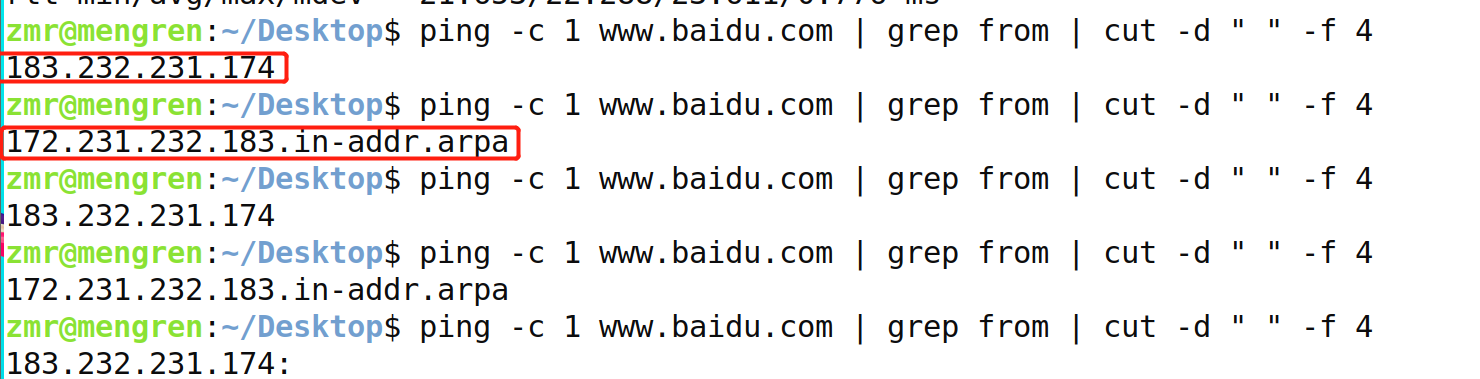 zmr@mengren:~/Desktop$ ping -c 1 www.baidu.com | grep from | cut -d " " -f 4
183.232.231.174
zmr@mengren:~/Desktop$ ping -c 1 www.baidu.com | grep from | cut -d " " -f 4
172.231.232.183.in-addr.arpa
zmr@mengren:~/Desktop$ ping -c 1 www.baidu.com | grep from | cut -d " " -f 4
183.232.231.174
zmr@mengren:~/Desktop$ ping -c 1 www.baidu.com | grep from | cut -d " " -f 4
172.231.232.183.in-addr.arpa
zmr@mengren:~/Desktop$ ping -c 1 www.baidu.com | grep from | cut -d " " -f 4
183.232.231.174: